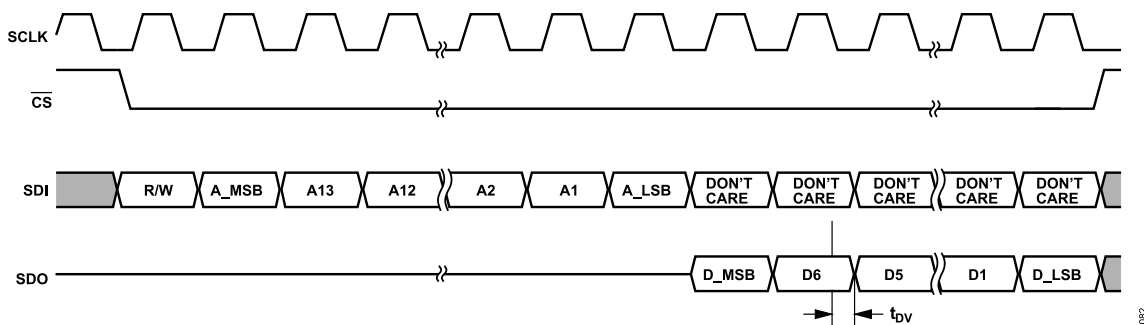 SCLK
CS
SDI
R/W A_MSB A13 A12 A2 A1 A_LSB DON'T CARE DON'T CARE DON'T CARE DON'T CARE DON'T CARE
SDO
D_MSB D6 D5 D1 D_LSB
tDV